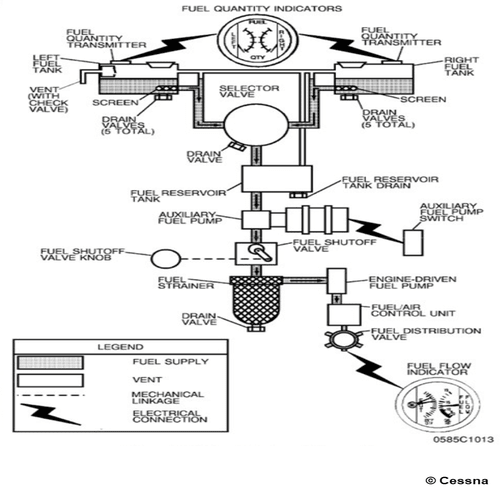 FUEL QUANTITY INDICATORS
FUEL
QUANTITY
TRANSMITTER
FUEL
LEFT
RIGHT
QTY
FUEL
QUANTITY
TRANSMITTER
LEFT
FUEL
TANK
RIGHT
FUEL
TANK
VENT
(WITH
CHECK
VALVE)
SCREEN
SELECTOR
VALVE
SCREEN
DRAIN
VALVES
(5 TOTAL)
DRAIN
VALVES
(5 TOTAL)
DRAIN
VALVE
FUEL RESERVOIR
TANK
FUEL RESERVOIR
TANK DRAIN
AUXILIARY
FUEL PUMP
AUXILIARY
FUEL PUMP
SWITCH
FUEL SHUTOFF
VALVE KNOB
FUEL SHUTOFF
VALVE
FUEL
STRAINER
ENGINE-DRIVEN
FUEL PUMP
DRAIN
VALVE
FUEL/AIR
CONTROL UNIT
FUEL DISTRIBUTION
VALVE
LEGEND
FUEL SUPPLY
VENT
MECHANICAL
LINKAGE
ELECTRICAL
CONNECTION
FUEL FLOW
INDICATOR
0585C1013
© Cessna